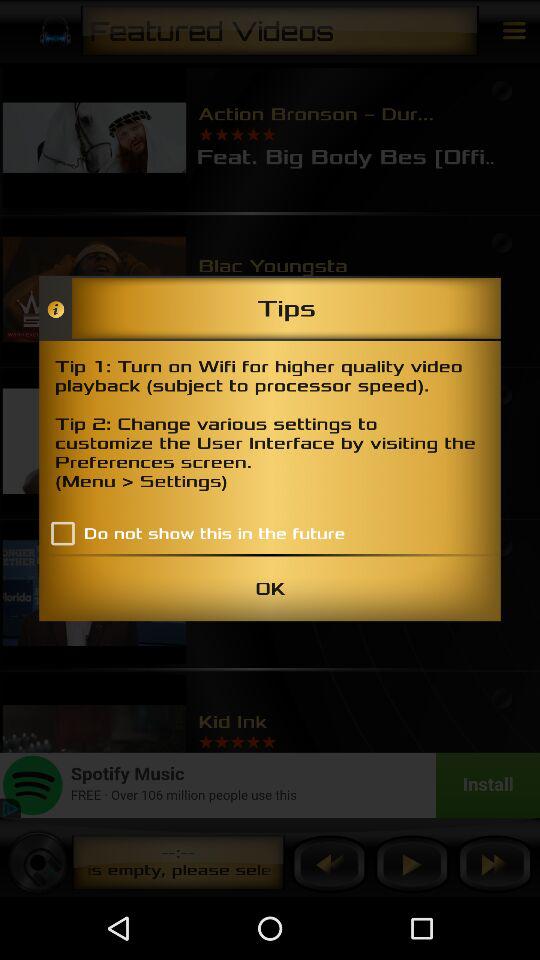 Featured Videos
Action Bronson - Dur...
Feat. Big Body Bes [Offi..
Blac Youngsta
Tips
Tip 1: Turn on Wifi for higher quality video
playback (subject to processor speed).
Tip 2: Change various settings to
customize the User Interface by visiting the
Preferences screen.
(Menu > Settings)
Do not show this in the future
OK
lorida
Kid Ink
Spotify Music
FREE · Over 106 million people use this
Install
--:--
is empty, please sele